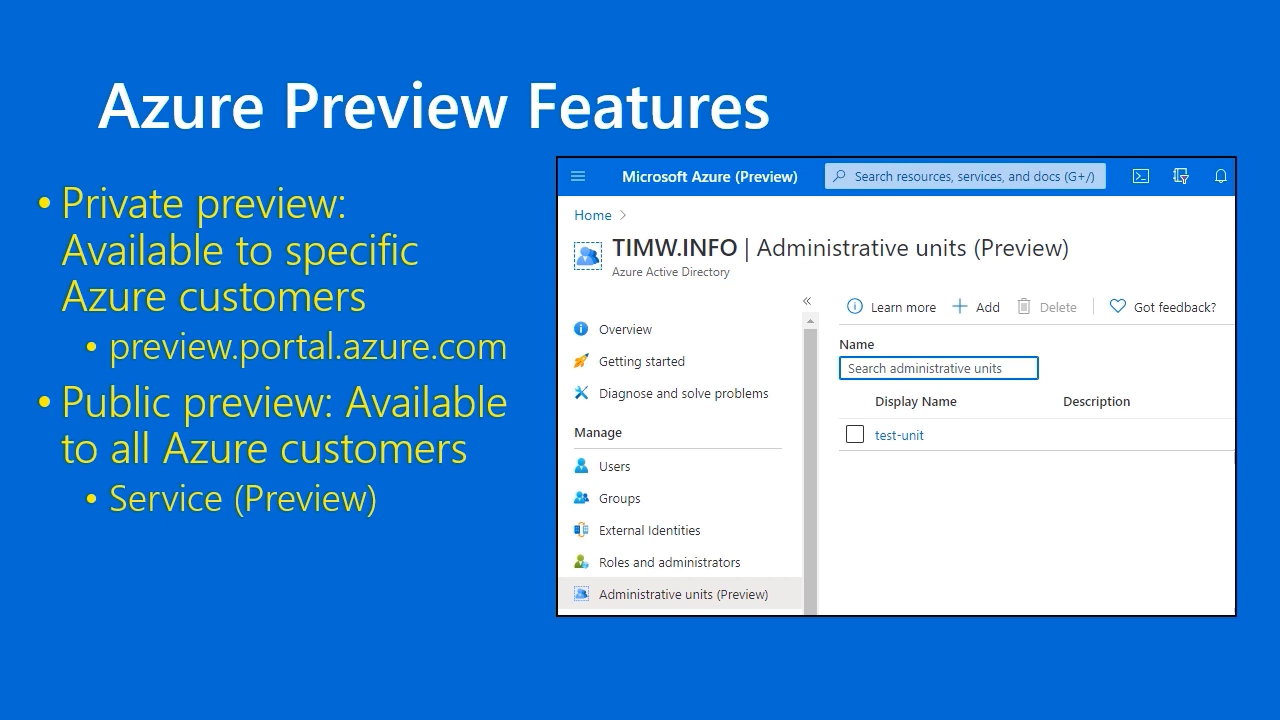 Azure Preview Features
• Private preview:
Available to specific
Azure customers
• preview.portal.azure.com
• Public preview: Available
to all Azure customers
• Service (Preview)
Microsoft Azure (Preview)
Search resources, services, and docs (G+/)
Home
TIMW.INFO | Administrative units (Preview)
Azure Active Directory
«
Overview
Getting started
Diagnose and solve problems
Manage
Users
Groups
External Identities
Roles and administrators
Administrative units (Preview)
Learn more
Add
Delete
Got feedback?
Name
Search administrative units
Display Name
Description
test-unit